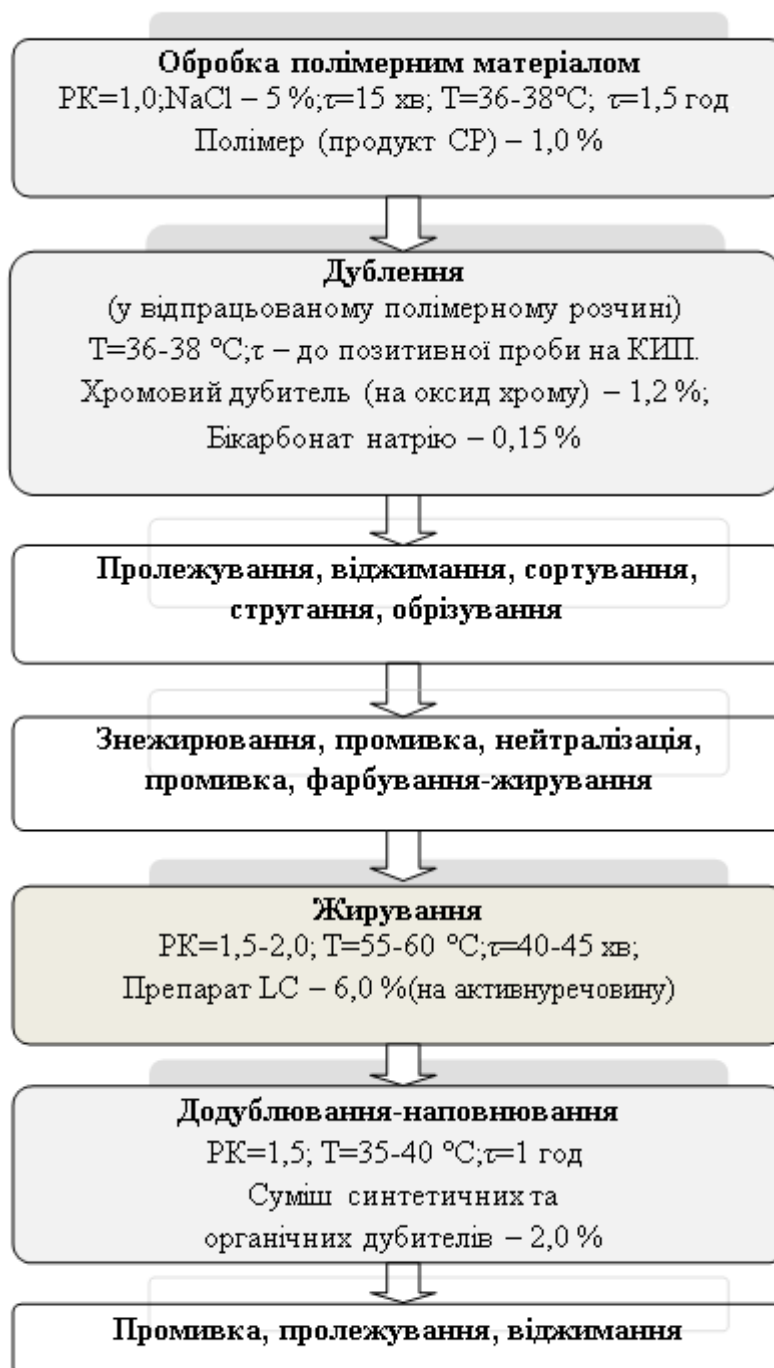 Обробка полімерним матеріалом
РК=1,0;NaCl – 5 %;τ=15 хв; Т=36-38°С; τ=1,5 год
Полімер (продукт СР) – 1,0 %
Дублення
(у відпрацьованому полімерному розчині)
Т=36-38 °С;τ – до позитивної проби на КИП.
Хромовий дубитель (на оксид хрому) – 1,2 %;
Бікарбонат натрію – 0,15 %
Пролежування, віджимання, сортування,
стругання, обрізування
Знежирювання, промивка, нейтралізація,
промивка, фарбування-жирування
Жирування
РК=1,5-2,0; Т=55-60 °С;τ=40-45 хв;
Препарат LC – 6,0 %(на активнуречовину)
Додублювання-наповнювання
РК=1,5; Т=35-40 °С;τ=1 год
Суміш синтетичних та
органічних дубителів – 2,0 %
Промивка, пролежування, віджимання